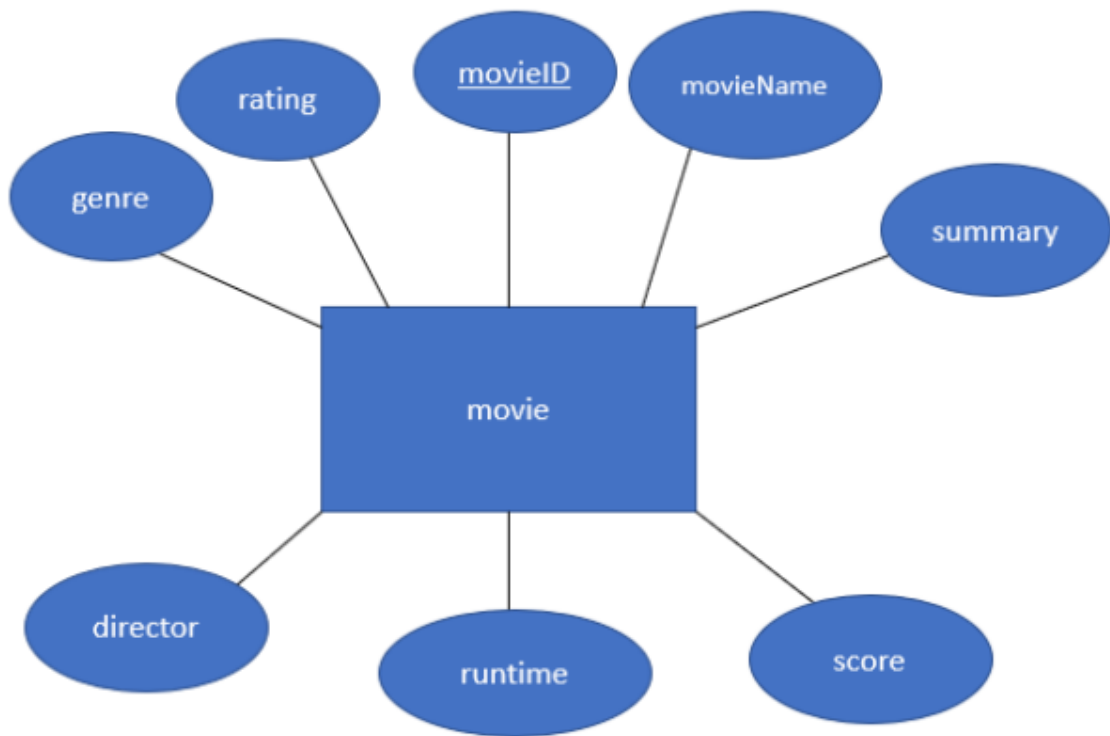 movieID
movieName
rating
genre
summary
movie
director
runtime
score